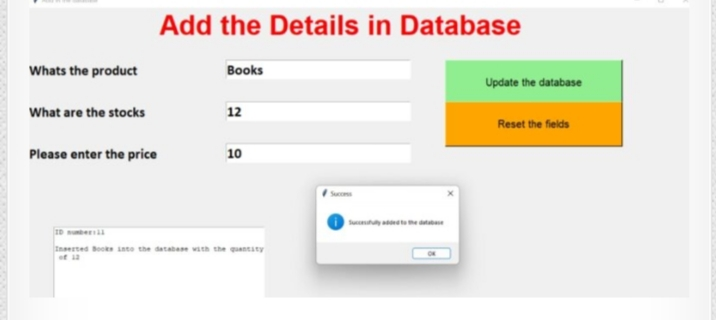 Add the Details in Database
Whats the product
Books
Update the database
What are the stocks
12
Reset the fields
Please enter the price
10
Success
Successfully added to the database
OK
ID number:11
Inserted Books into the database with the quantity
of 12